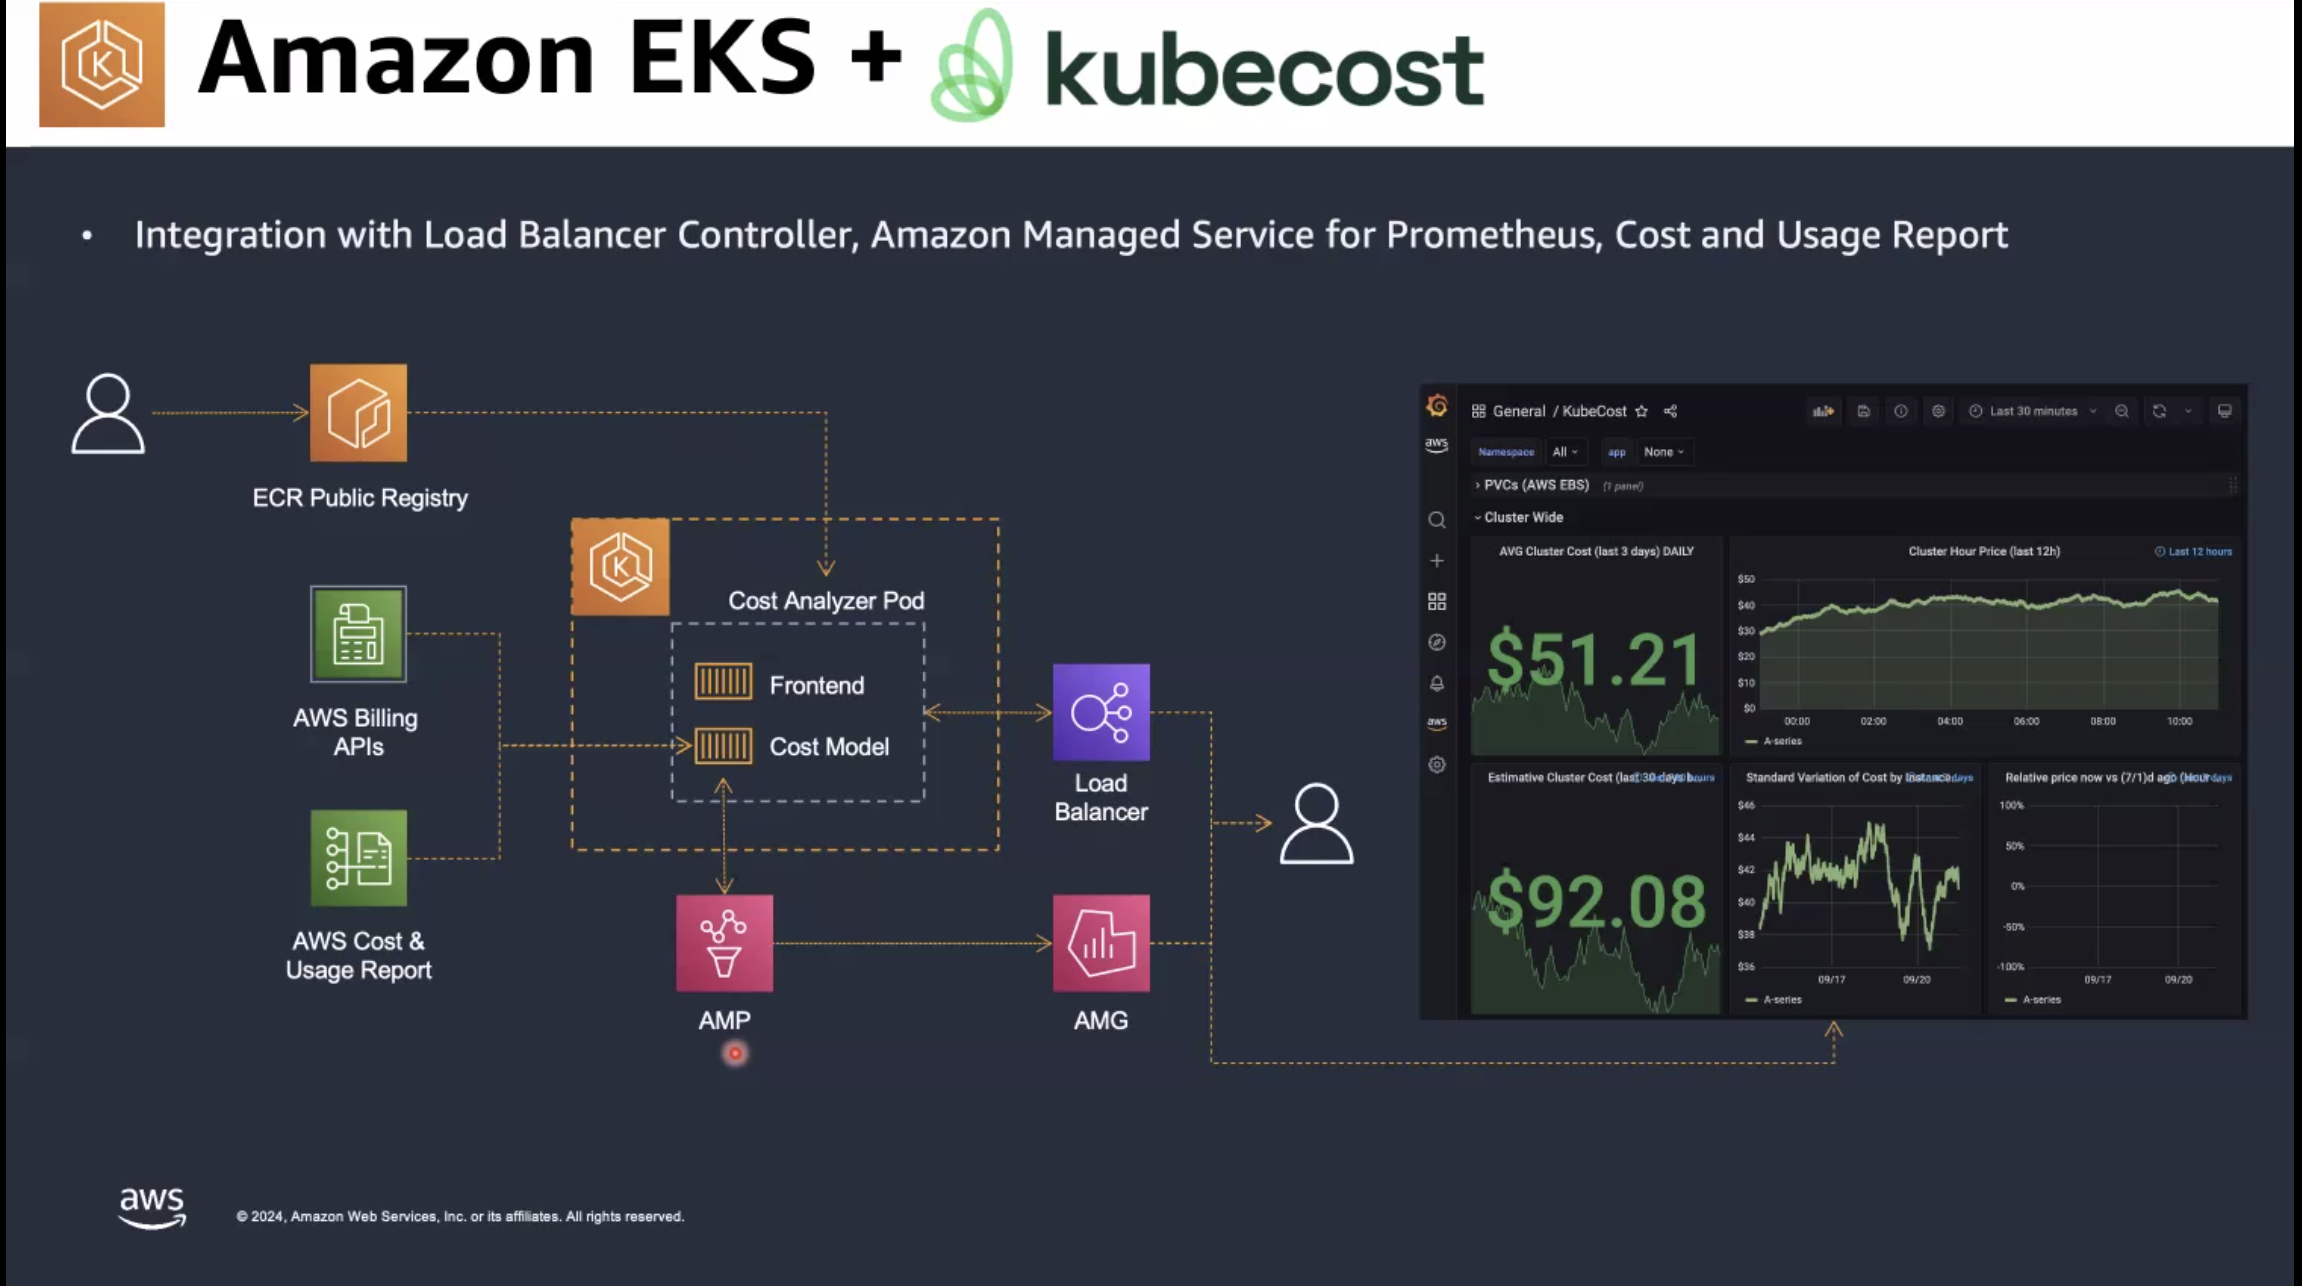 Amazon EKS + kubecost
• Integration with Load Balancer Controller, Amazon Managed Service for Prometheus, Cost and Usage Report
ECR Public Registry
AWS Billing
APIs
AWS Cost &
Usage Report
Cost Analyzer Pod
Frontend
Cost Model
AMP
Load
Balancer
AMG
aws
General / KubeCost
Last 30 minutes
Namespace All app None
PVCs (AWS EBS) (1 panel)
Cluster Wide
AVG Cluster Cost (last 3 days) DAILY
$51.21
Cluster Hour Price (last 12h) Last 12 hours
$50
$40
$30
$20
$10
$0
00:00 02:00 04:00 06:00 08:00 10:00
A-series
aws
Estimative Cluster Cost (last 30 days b...
$92.08
Standard Variation of Cost by
$46
$44
$42
$40
$38
$36
09/17 09/20
A-series
Relative price now vs (7/1)d ago
100%
50%
0%
-50%
-100%
09/17 09/20
A-series
aws
© 2024, Amazon Web Services, Inc. or its affiliates. All rights reserved.